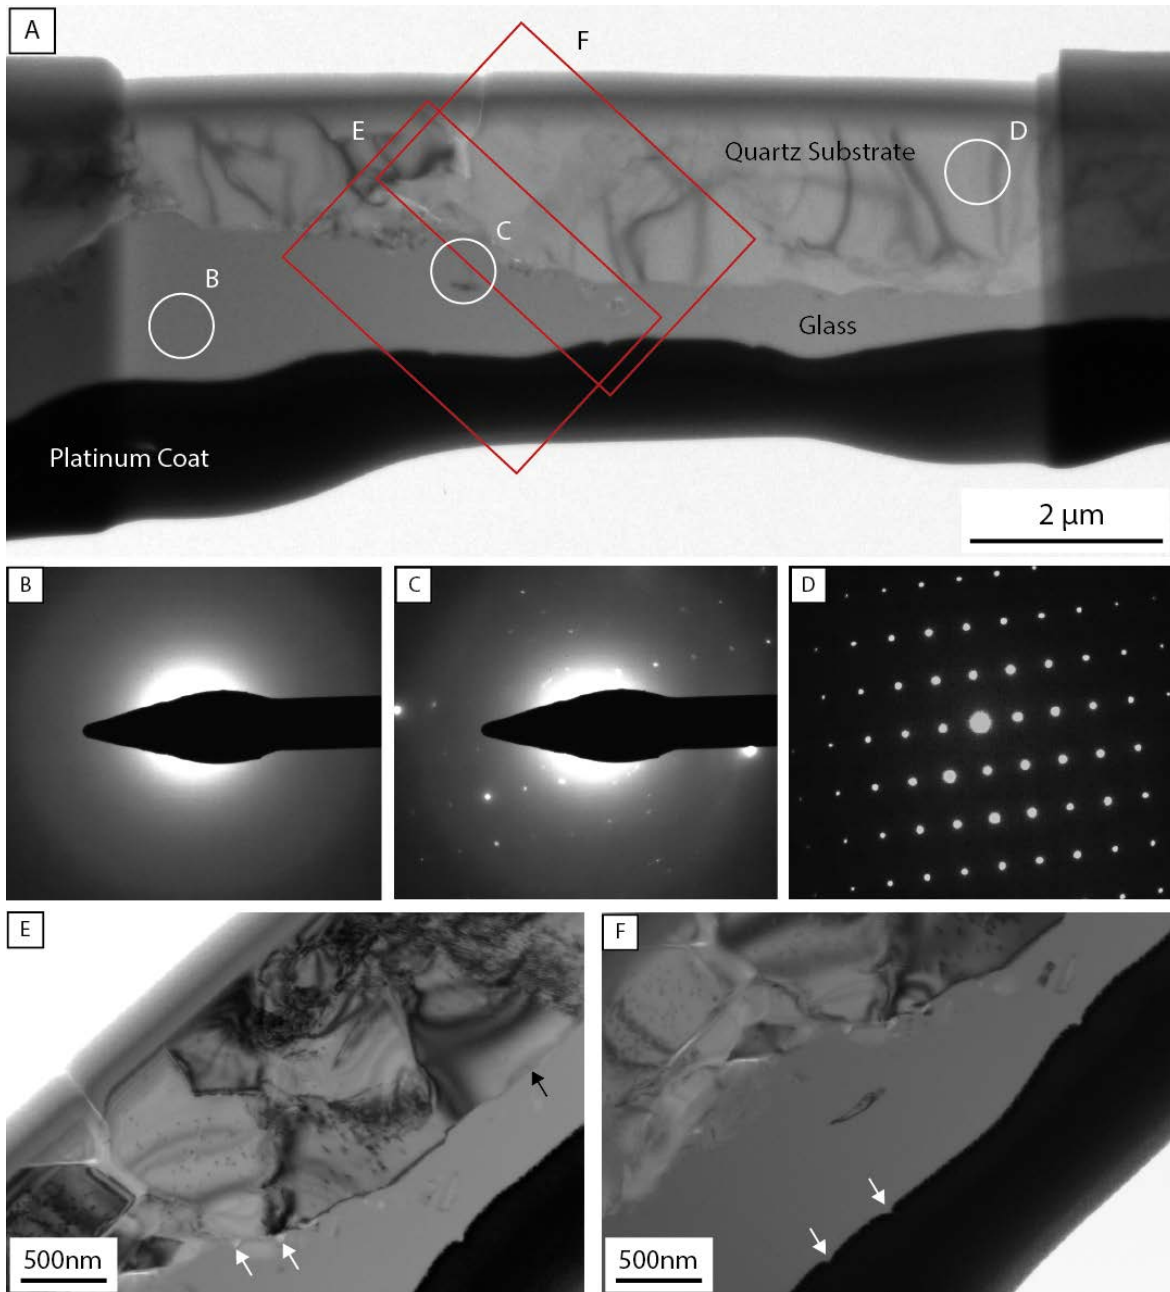 A
F
E
D
Quartz Substrate
C
B
Glass
Platinum Coat
2 μm
B
C
D
E
F
500nm
500nm